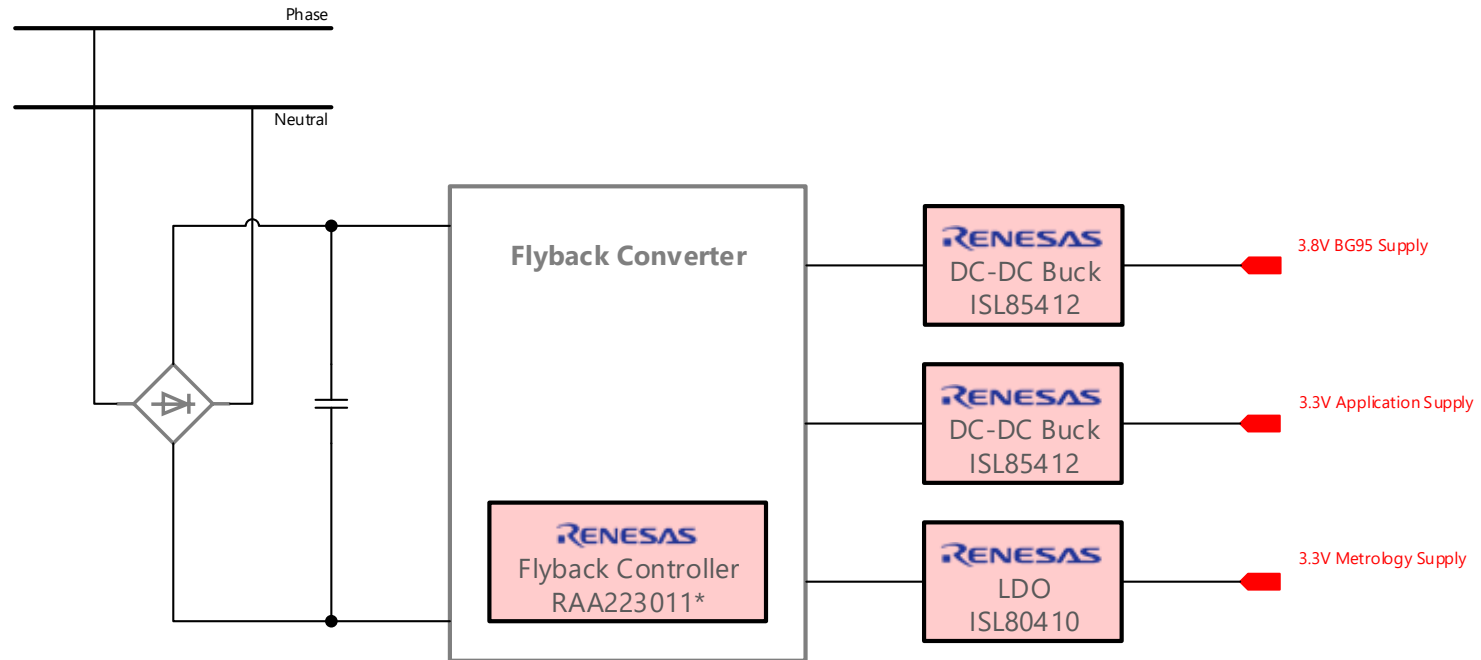 Phase
Neutral
Flyback Converter
RENESAS
Flyback Controller
RAA223011*
RENESAS
DC-DC Buck
ISL85412
3.8V BG95 Supply
RENESAS
DC-DC Buck
ISL85412
3.3V Application Supply
RENESAS
LDO
ISL80410
3.3V Metrology Supply